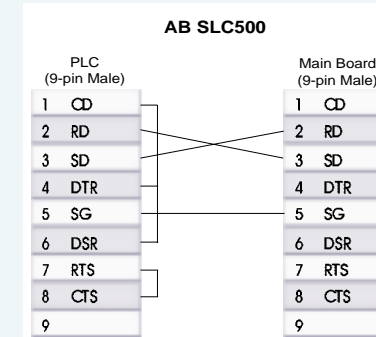 AB SLC500
PLC
(9-pin Male)
Main Board
(9-pin Male)
1 CD 1 CD
2 RD 2 RD
3 SD 3 SD
4 DTR 4 DTR
5 SG 5 SG
6 DSR 6 DSR
7 RTS 7 RTS
8 CTS 8 CTS
9 9